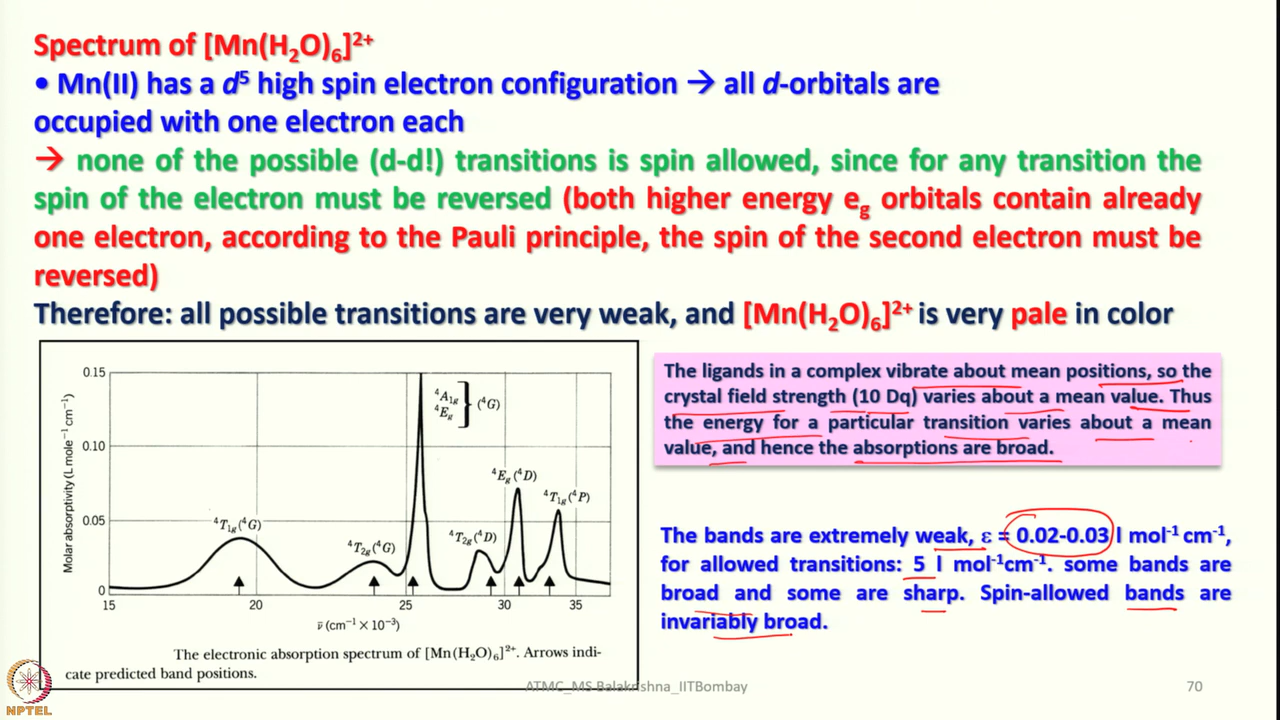 Spectrum of [Mn(H₂O)₆]²⁺
• Mn(II) has a d⁵ high spin electron configuration → all d-orbitals are
occupied with one electron each
→ none of the possible (d-d!) transitions is spin allowed, since for any transition the
spin of the electron must be reversed (both higher energy e_g orbitals contain already
one electron, according to the Pauli principle, the spin of the second electron must be
reversed)
Therefore: all possible transitions are very weak, and [Mn(H₂O)₆]²⁺ is very pale in color
Molar absorptivity (L mole⁻¹ cm⁻¹)
0.15
0.10
0.05
0
⁴T₁g(⁴G)
⁴T₂g(⁴G)
⁴A₁g
⁴Eg
(⁴G)
⁴T₂g(⁴D)
⁴Eg(⁴D)
⁴T₁g(⁴P)
15 20 25 30 35
ν̄ (cm⁻¹ × 10⁻³)
The electronic absorption spectrum of [Mn(H₂O)₆]²⁺. Arrows indi-
cate predicted band positions.
The ligands in a complex vibrate about mean positions, so the
crystal field strength (10 Dq) varies about a mean value. Thus
the energy for a particular transition varies about a mean
value, and hence the absorptions are broad.
The bands are extremely weak, ε = 0.02-0.03 l mol⁻¹ cm⁻¹,
for allowed transitions: 5 l mol⁻¹cm⁻¹. some bands are
broad and some are sharp. Spin-allowed bands are
invariably broad.
NPTEL
ATMC_MS Balakrishna_IITBombay
70